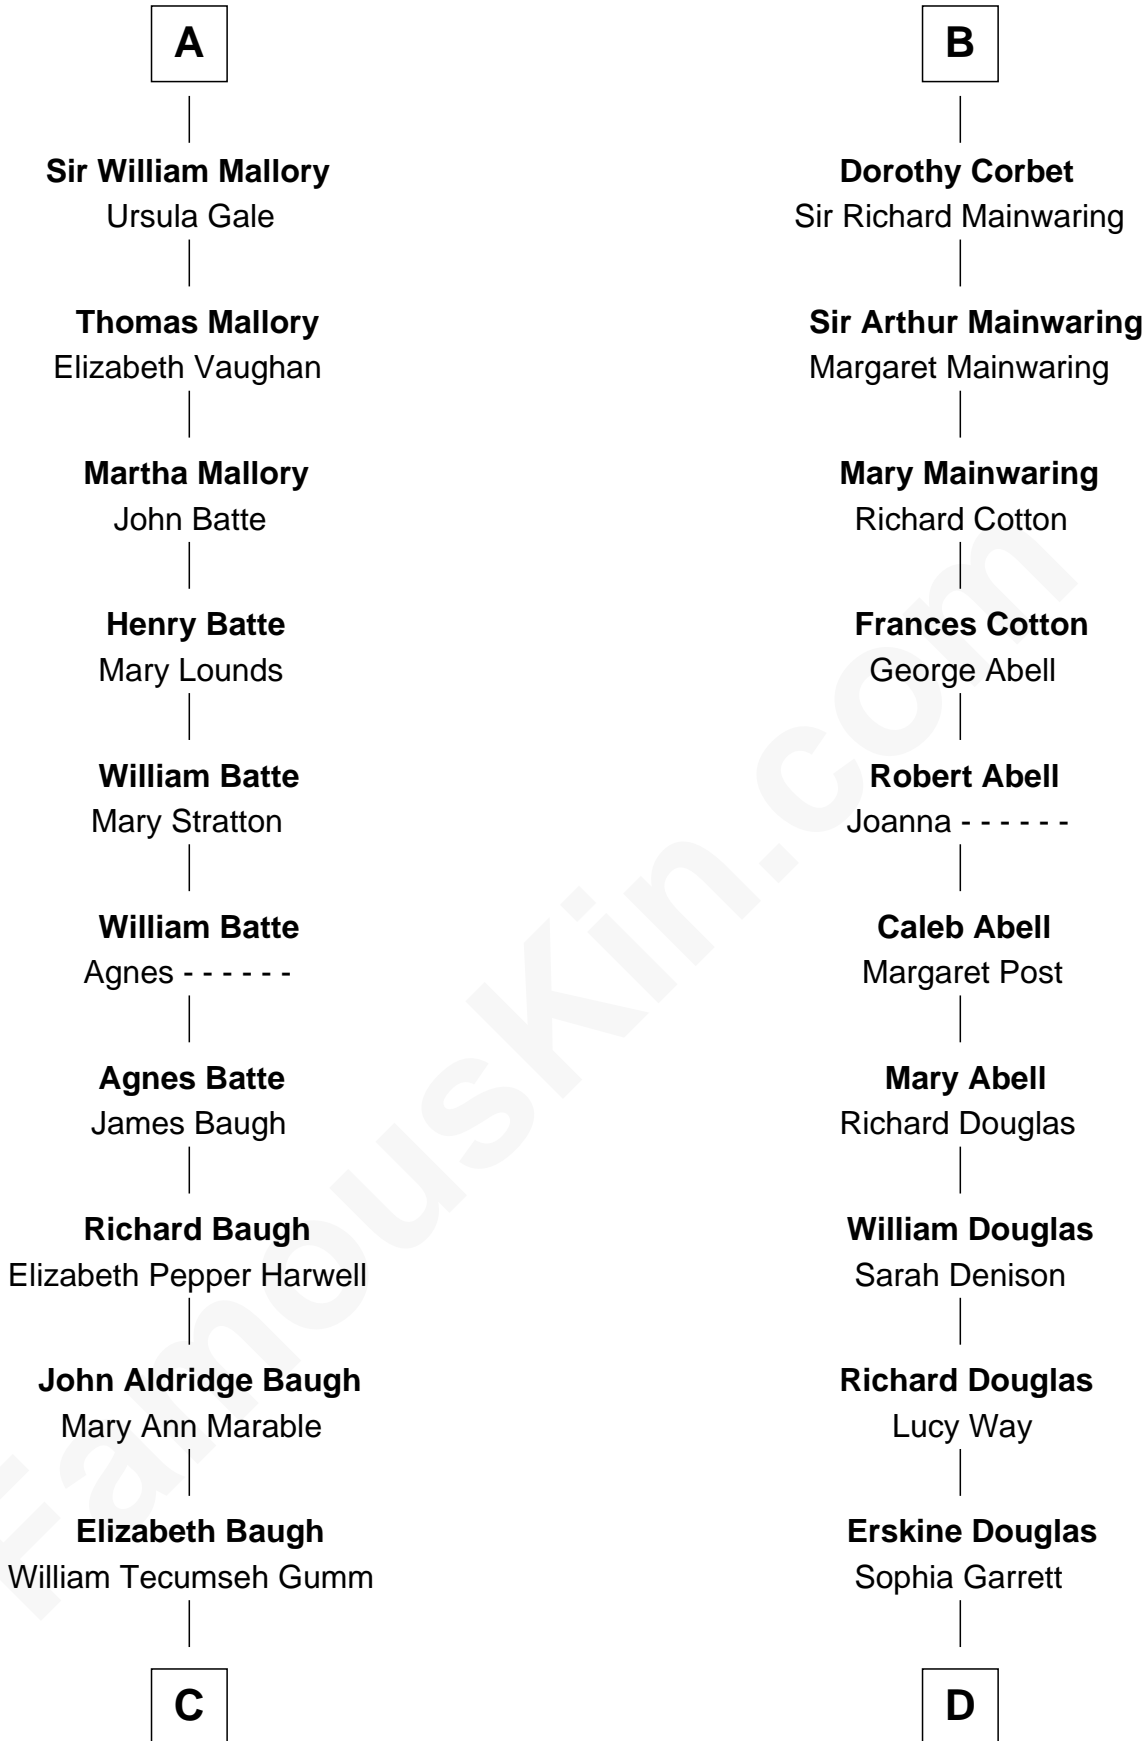 A
Sir William Mallory
Ursula Gale
Thomas Mallory
Elizabeth Vaughan
Martha Mallory
John Batte
Henry Batte
Mary Lounds
William Batte
Mary Stratton
William Batte
Agnes - - - - - -
Agnes Batte
James Baugh
Richard Baugh
Elizabeth Pepper Harwell
John Aldridge Baugh
Mary Ann Marable
Elizabeth Baugh
William Tecumseh Gumm
C
B
Dorothy Corbet
Sir Richard Mainwaring
Sir Arthur Mainwaring
Margaret Mainwaring
Mary Mainwaring
Richard Cotton
Frances Cotton
George Abell
Robert Abell
Joanna - - - - - -
Caleb Abell
Margaret Post
Mary Abell
Richard Douglas
William Douglas
Sarah Denison
Richard Douglas
Lucy Way
Erskine Douglas
Sophia Garrett
D
FamousKin.com